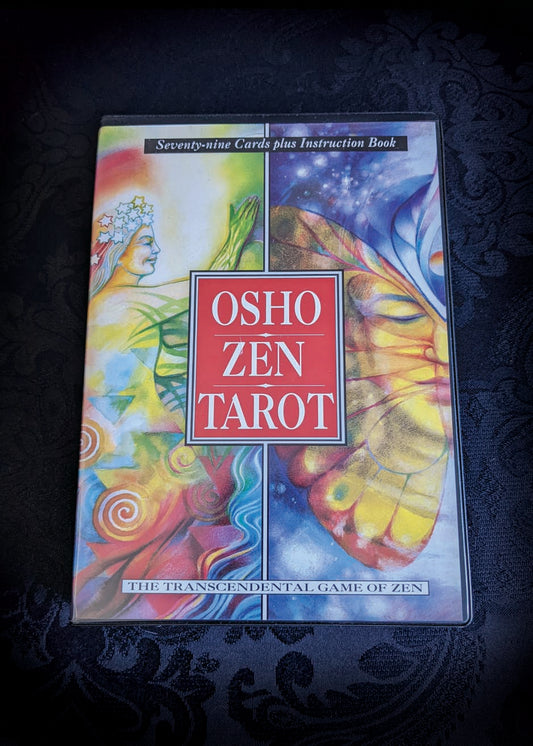 Seventy-nine Cards plus Instruction Book
OSHO
ZEN
TAROT
THE TRANSCENDENTAL GAME OF ZEN